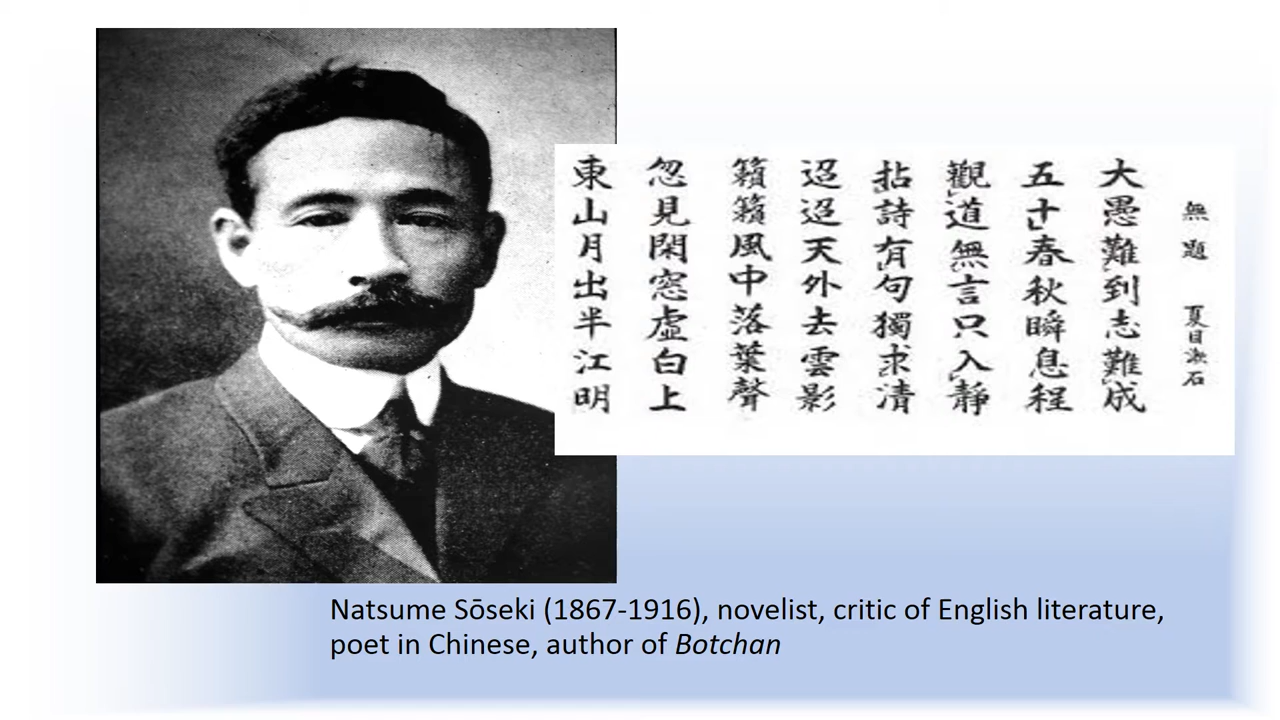 無題 夏目漱石
大愚難到志難成
五十春秋瞬息程
觀道無言只入靜
拈詩有句獨求清
迢迢天外去雲影
籟籟風中落葉聲
忽見閑窓虛白上
東山月出半江明
Natsume Sōseki (1867-1916), novelist, critic of English literature,
poet in Chinese, author of Botchan